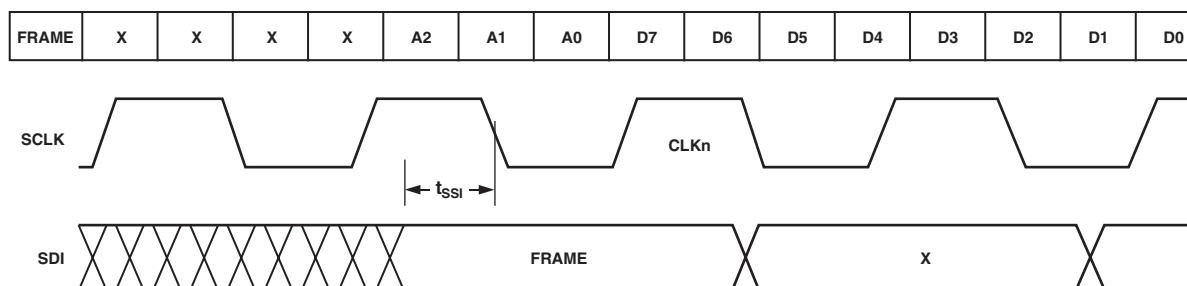 FRAME X X X X A2 A1 A0 D7 D6 D5 D4 D3 D2 D1 D0
SCLK CLKn
tSSI
SDI FRAME X